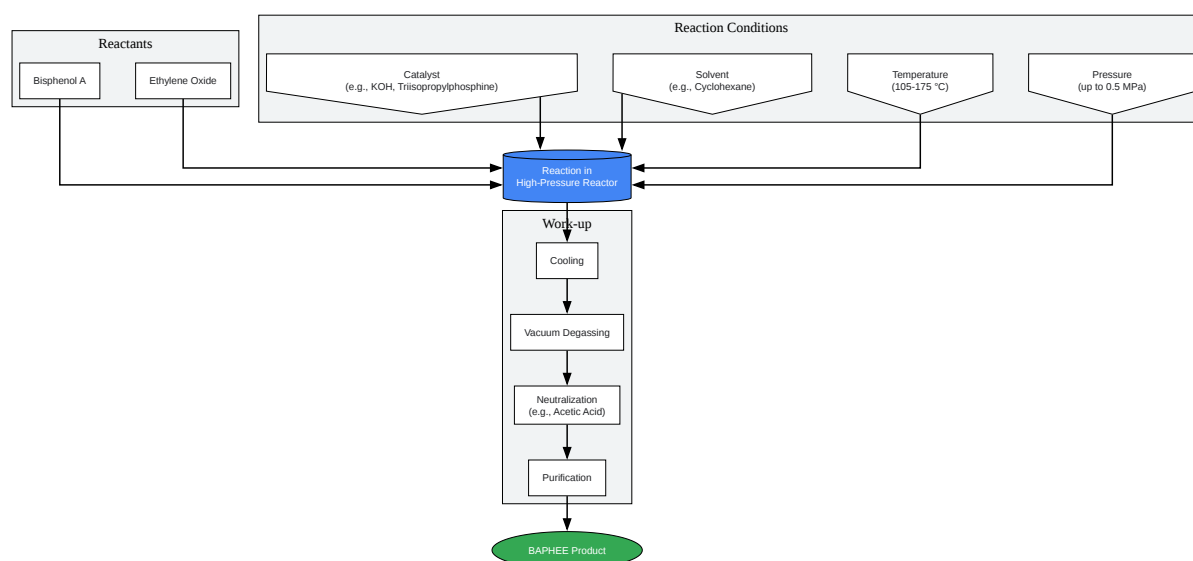 Reactants
Bisphenol A
Ethylene Oxide
Reaction Conditions
Catalyst
(e.g., KOH, Triisopropylphosphine)
Solvent
(e.g., Cyclohexane)
Temperature
(105-175 °C)
Pressure
(up to 0.5 MPa)
Reaction in
High-Pressure Reactor
Work-up
Cooling
Vacuum Degassing
Neutralization
(e.g., Acetic Acid)
Purification
BAPHEE Product